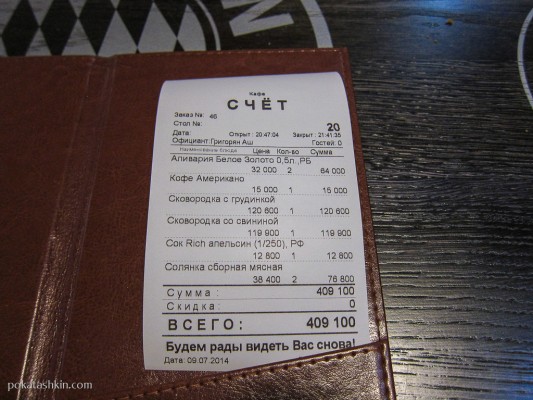 Кафе
СЧЁТ
Заказ №: 46
Стол №: 20
Дата: Открыт : 20:47:04 Закрыт : 21:41:35
Официант:Григорян Аш Гостей: 0
Наименование блюда Цена Кол-во Сумма
Аливария Белое Золото 0,5л.,РБ
32 000 2 64 000
Кофе Американо
15 000 1 15 000
Сковородка с грудинкой
120 600 1 120 600
Сковородка со свининой
119 900 1 119 900
Сок Rich апельсин (1/250), РФ
12 800 1 12 800
Солянка сборная мясная
38 400 2 76 800
Сумма: 409 100
Скидка: 0
ВСЕГО: 409 100
Будем рады видеть Вас снова!
Дата: 09.07.2014
pokatashkin.com